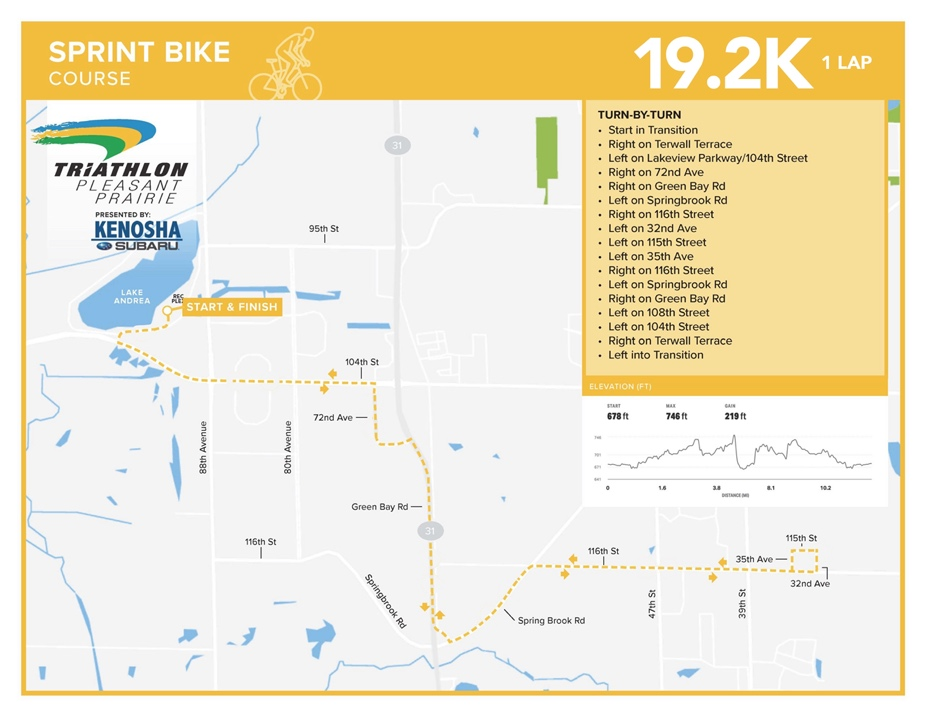 SPRINT BIKE
COURSE
19.2K 1 LAP
TRiATHLON
PLEASANT
PRAIRIE
PRESENTED BY:
KENOSHA
SUBARU
TURN-BY-TURN
• Start in Transition
• Right on Terwall Terrace
• Left on Lakeview Parkway/104th Street
• Right on 72nd Ave
• Right on Green Bay Rd
• Left on Springbrook Rd
• Right on 116th Street
• Left on 32nd Ave
• Left on 115th Street
• Left on 35th Ave
• Right on 116th Street
• Left on Springbrook Rd
• Right on Green Bay Rd
• Left on 108th Street
• Left on 104th Street
• Right on Terwall Terrace
• Left into Transition
ELEVATION (FT)
START MAX GAIN
678 ft 746 ft 219 ft
746
671
641
0 1.6 3.8 8.1 10.2
DISTANCE (MI)
31
95th St
LAKE
ANDREA
REC
START & FINISH
104th St
72nd Ave
88th Avenue
80th Avenue
Green Bay Rd
31
116th St
Springbrook Rd
Spring Brook Rd
116th St
47th St
39th St
115th St
35th Ave
32nd Ave